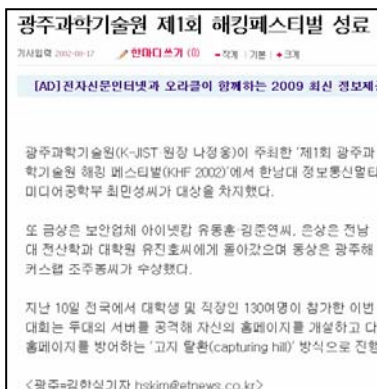 광주과학기술원 제1회 해킹페스티벌 성료
기사입력 2002-08-17 한마디쓰기 (0) 작게 | 기본 | 크게
[AD]전자신문인터넷과 오라클이 함께하는 2009 최신 정보제
광주과학기술원(K-JIST 원장 나정웅)이 주최한 '제1회 광주과
학기술원 해킹 페스티벌(KHF 2002)'에서 한남대 정보통신멀티
미디어공학부 최민성씨가 대상을 차지했다.
또 금상은 보안업체 아이넷캅 유동훈·김준연씨, 은상은 전남
대 전산학과 대학원 유진호씨에게 돌아갔으며 동상은 광주해
커스랩 조주봉씨가 수상했다.
지난 10일 전국에서 대학생 및 직장인 130여명이 참가한 이번
대회는 두대의 서버를 공격해 자신의 홈페이지를 개설하고 다
홈페이지를 방어하는 '고지 탈환(capturing hill)' 방식으로 진행
<광주=김한식기자 hskim@etnews.co.kr>